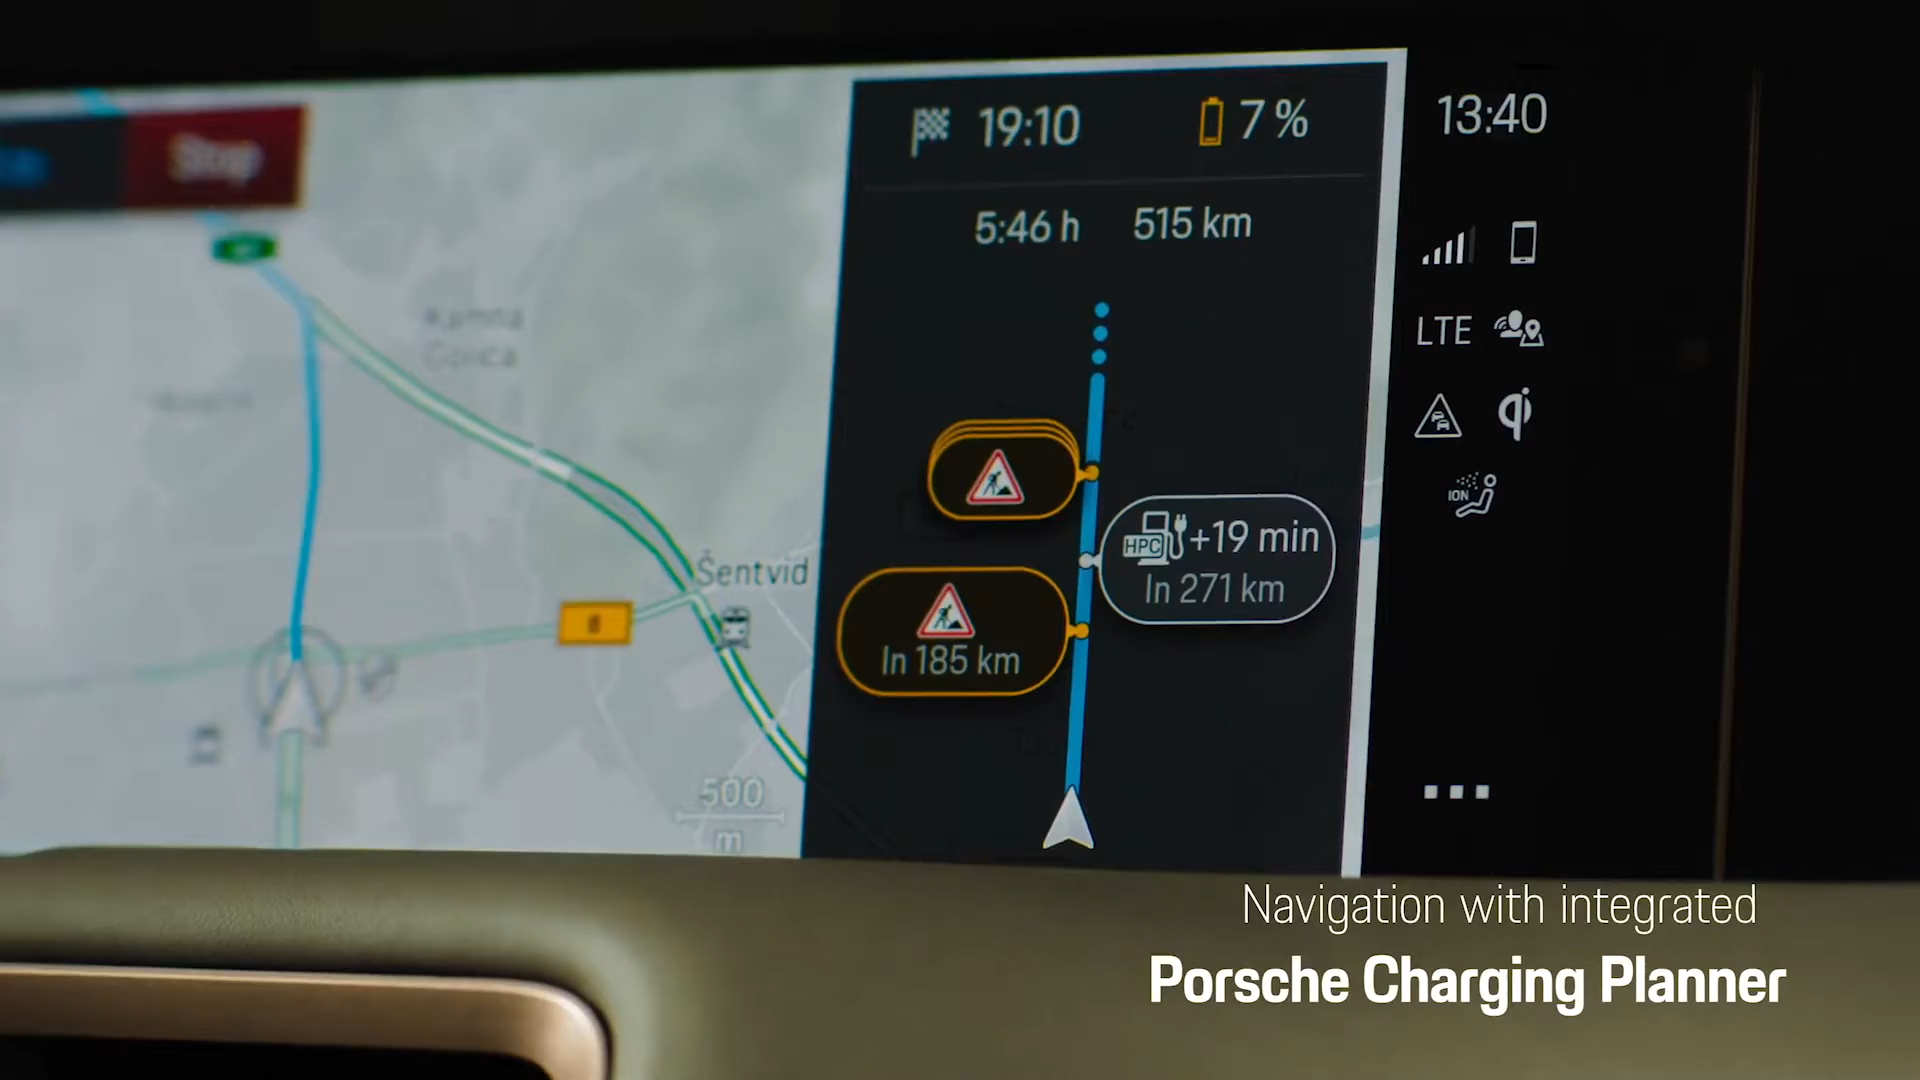 Stop
19:10
7 %
13:40
5:46 h
515 km
LTE
ION
HPC
+19 min
In 271 km
In 185 km
Šentvid
8
500
m
Navigation with integrated
Porsche Charging Planner